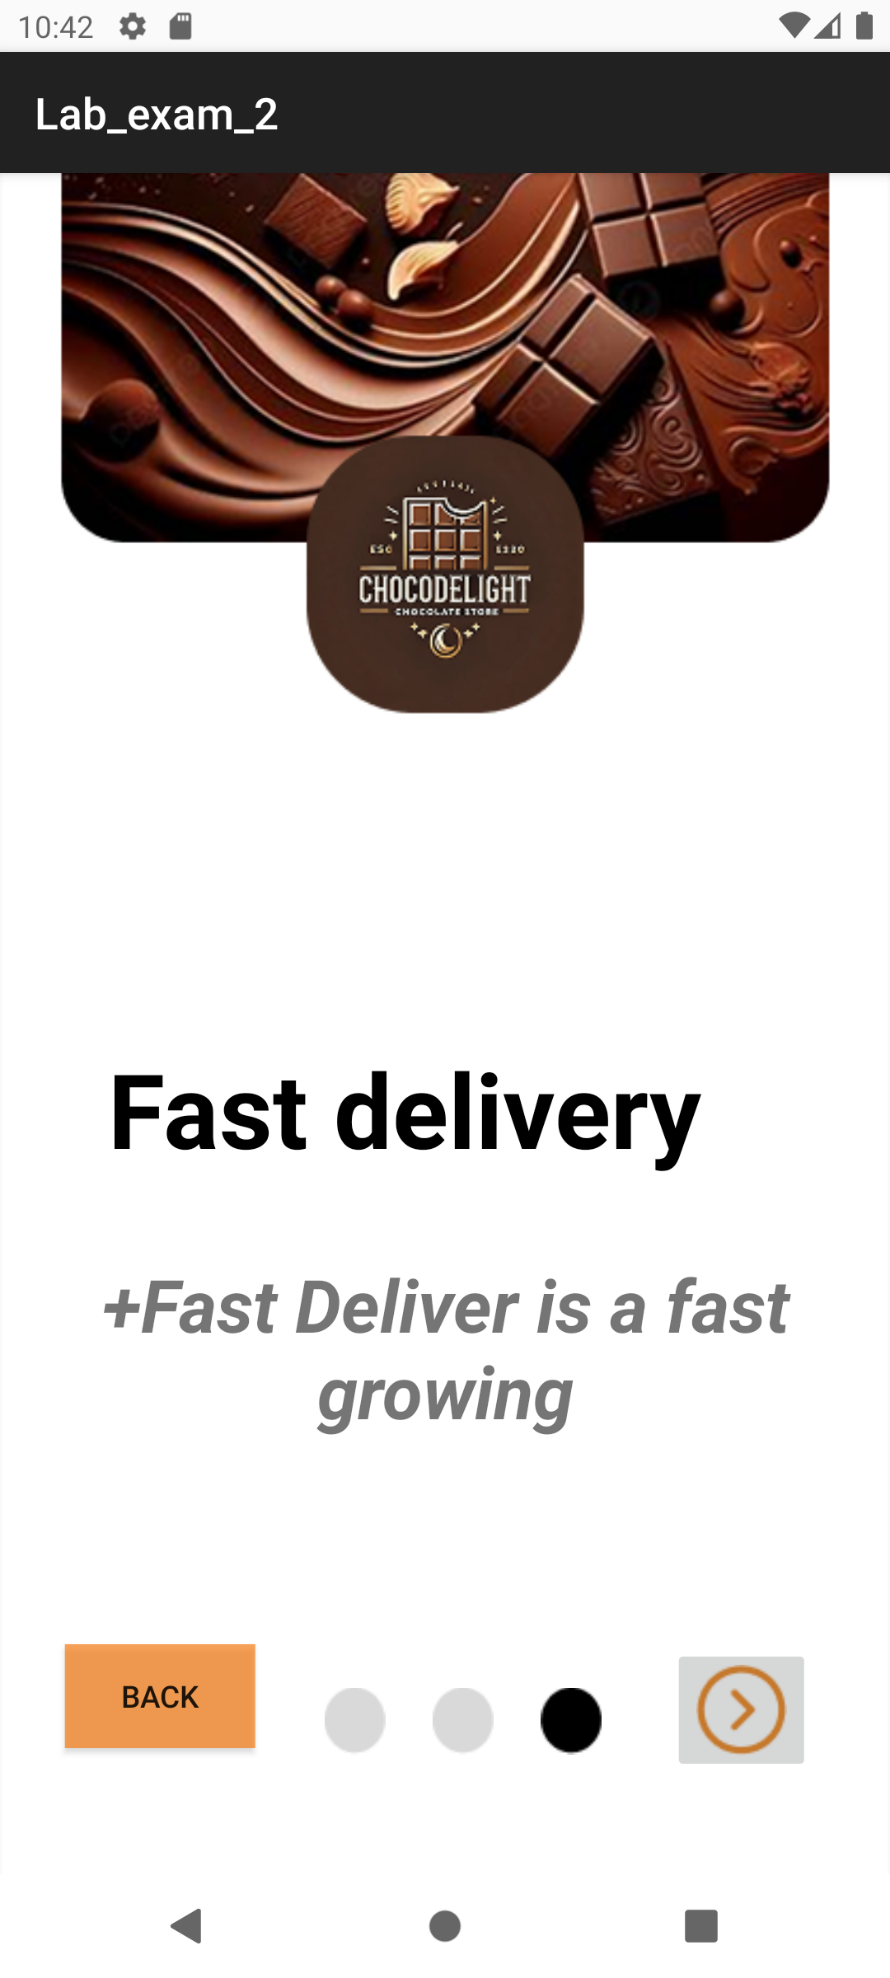 10:42
Lab_exam_2
CHOCODELIGHT
CHOCOLATE STORE
Fast delivery
+Fast Deliver is a fast
growing
BACK